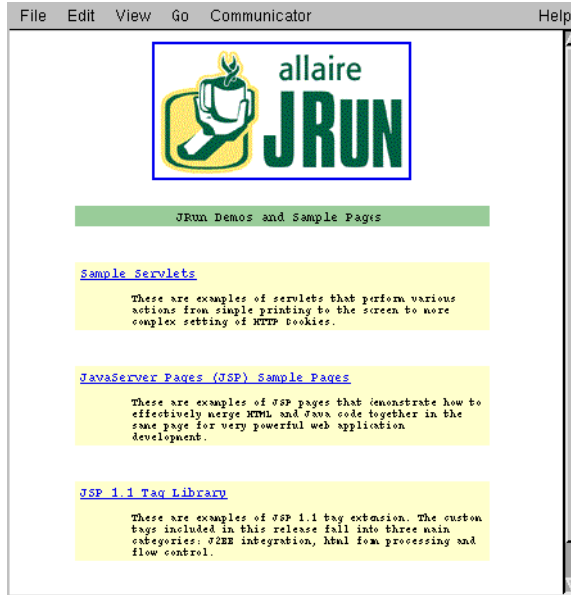 File Edit View Go Communicator Help
allaire
JRUN
JRun Demos and Sample Pages
Sample Servlets
These are examples of servlets that perform various
actions from simple printing to the screen to more
complex setting of HTTP Cookies.
JavaServer Pages (JSP) Sample Pages
These are examples of JSP pages that demonstrate how to
effectively merge HTML and Java code together in the
same page for very powerful web application
development.
JSP 1.1 Tag Library
These are examples of JSP 1.1 tag extension. The custom
tags included in this release fall into three main
categories: J2EE integration, html fom processing and
flow control.